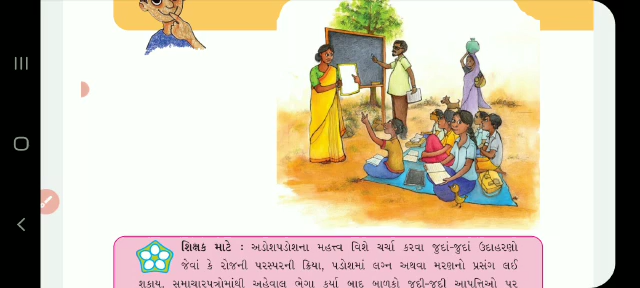 શિક્ષક માટે : અડોશપડોશના મહત્ત્વ વિશે ચર્ચા કરવા જુદાં-જુદાં ઉદાહરણો
જેવાં કે રોજની પરસ્પરની ક્રિયા, પડોશમાં લગ્ન અથવા મરણનો પ્રસંગ લઈ
શકાય. સમાચારપત્રોમાંથી અહેવાલ ભેગા કર્યા બાદ બાળકો જુદી-જુદી આપત્તિઓ પર